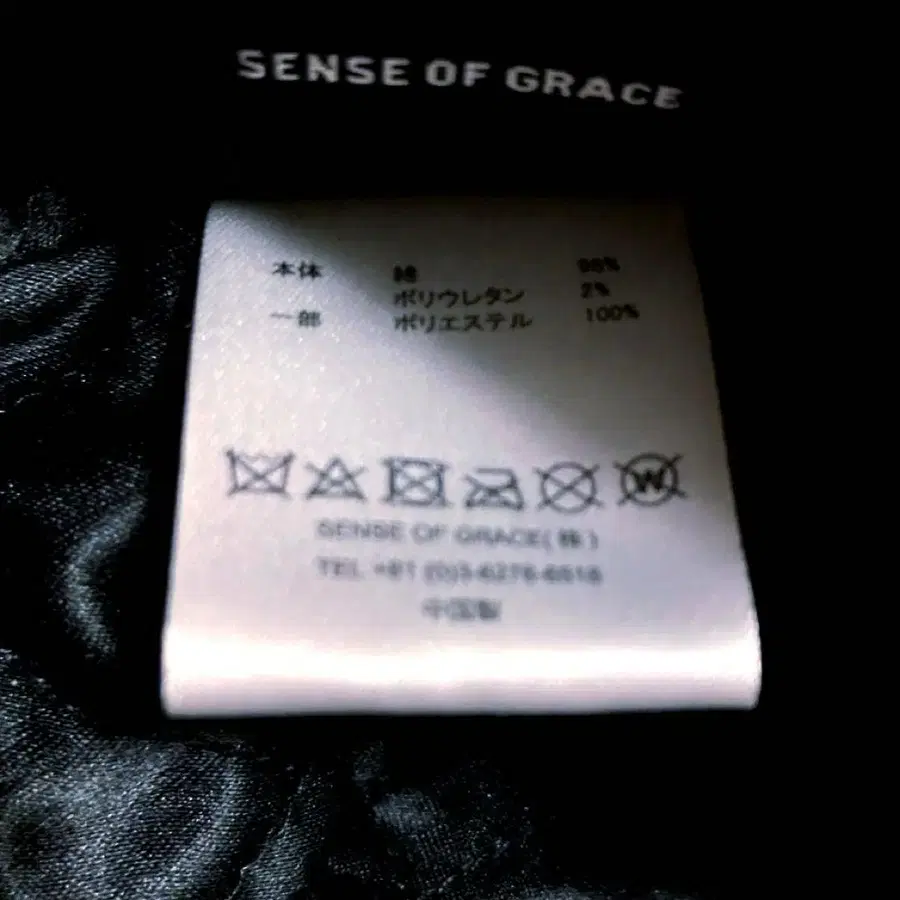 SENSE OF GRACE
本体 綿 98%
ポリウレタン 2%
一部 ポリエステル 100%
W
SENSE OF GRACE(株)
TEL +81 (0)3-6276-6516
中国製